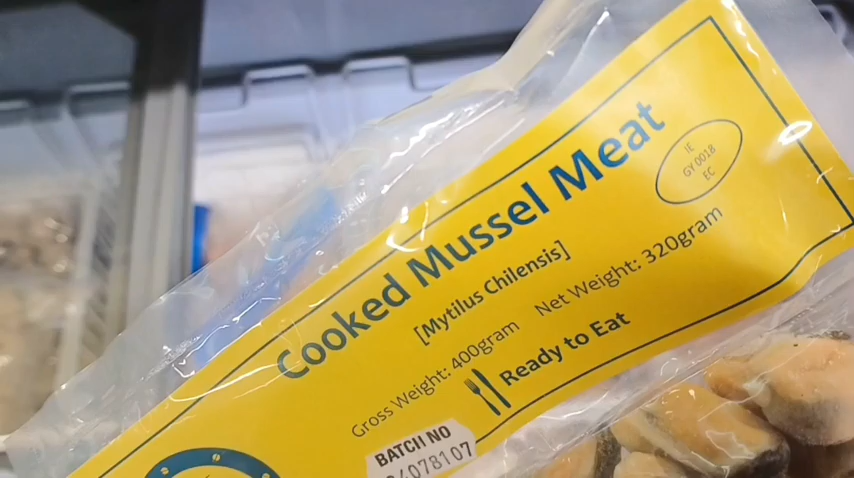 Cooked Mussel Meat
[Mytilus Chilensis]
Gross Weight: 400gram Net Weight: 320gram
Ready to Eat
IE
GY 0018
EC
BATCH NO
4078107